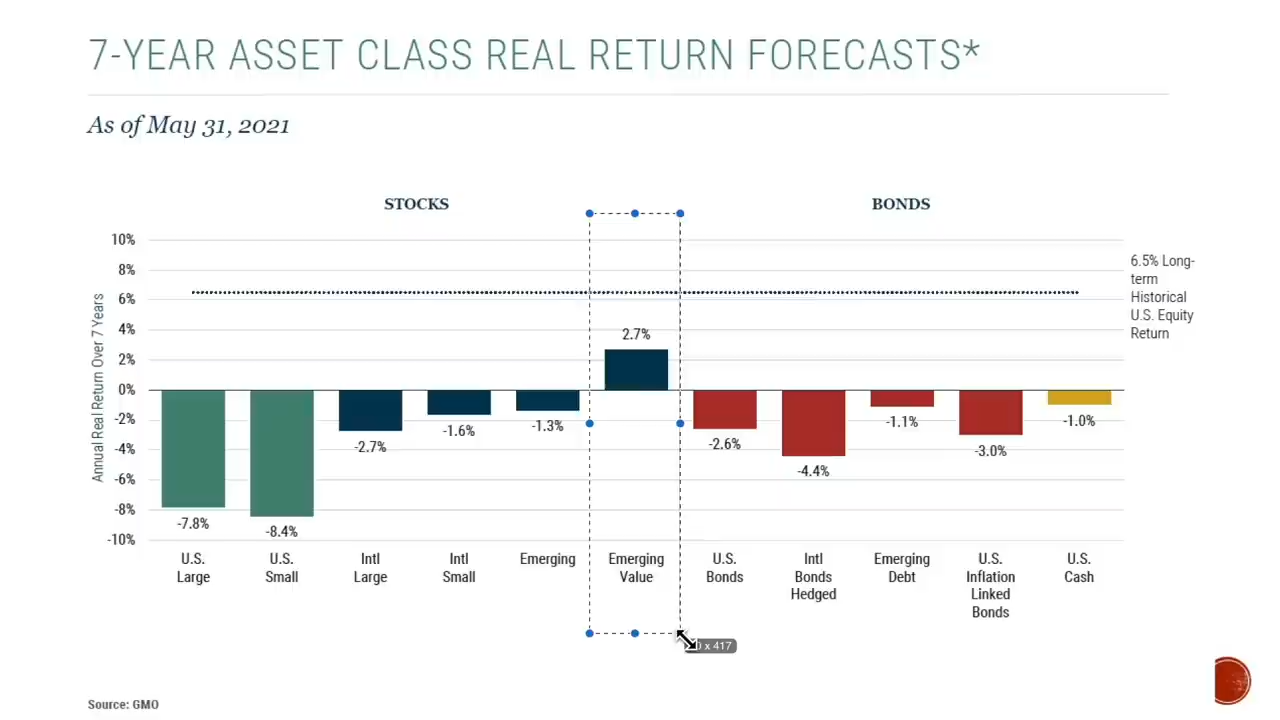 7-YEAR ASSET CLASS REAL RETURN FORECASTS*
As of May 31, 2021
STOCKS
BONDS
10%
8%
6%
4%
2%
0%
-2%
-4%
-6%
-8%
-10%
Annual Real Return Over 7 Years
6.5% Long-
term
Historical
U.S. Equity
Return
-7.8%
-8.4%
-2.7%
-1.6%
-1.3%
2.7%
-2.6%
-4.4%
-1.1%
-3.0%
-1.0%
U.S.
Large
U.S.
Small
Intl
Large
Intl
Small
Emerging
Emerging
Value
U.S.
Bonds
Intl
Bonds
Hedged
Emerging
Debt
U.S.
Inflation
Linked
Bonds
U.S.
Cash
x 417
Source: GMO